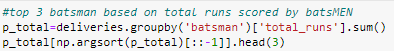 #top 3 batsman based on total runs scored by batsMEN
p_total=deliveries.groupby('batsman')['total_runs'].sum()
p_total[np.argsort(p_total)[::-1]].head(3)